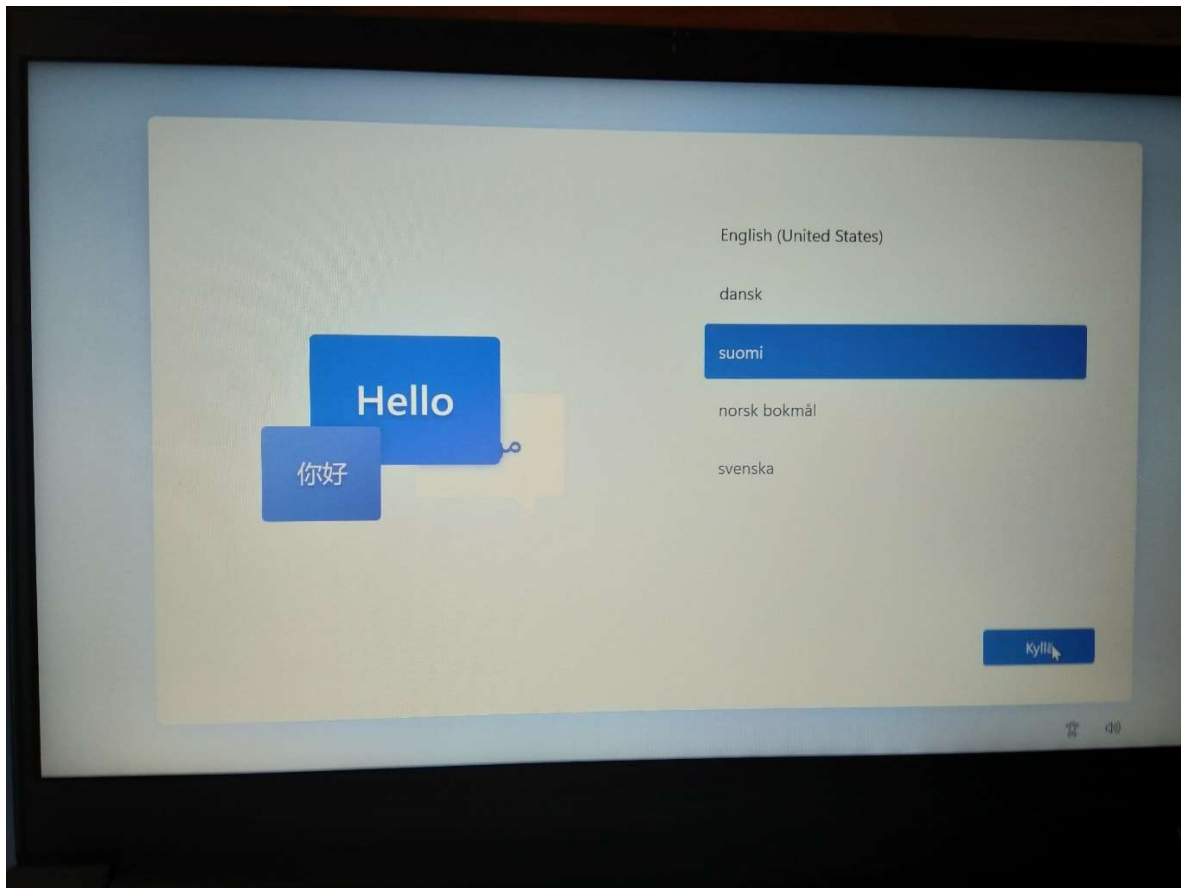 English (United States)
dansk
suomi
norsk bokmål
svenska
Hello
你好
Kyllä